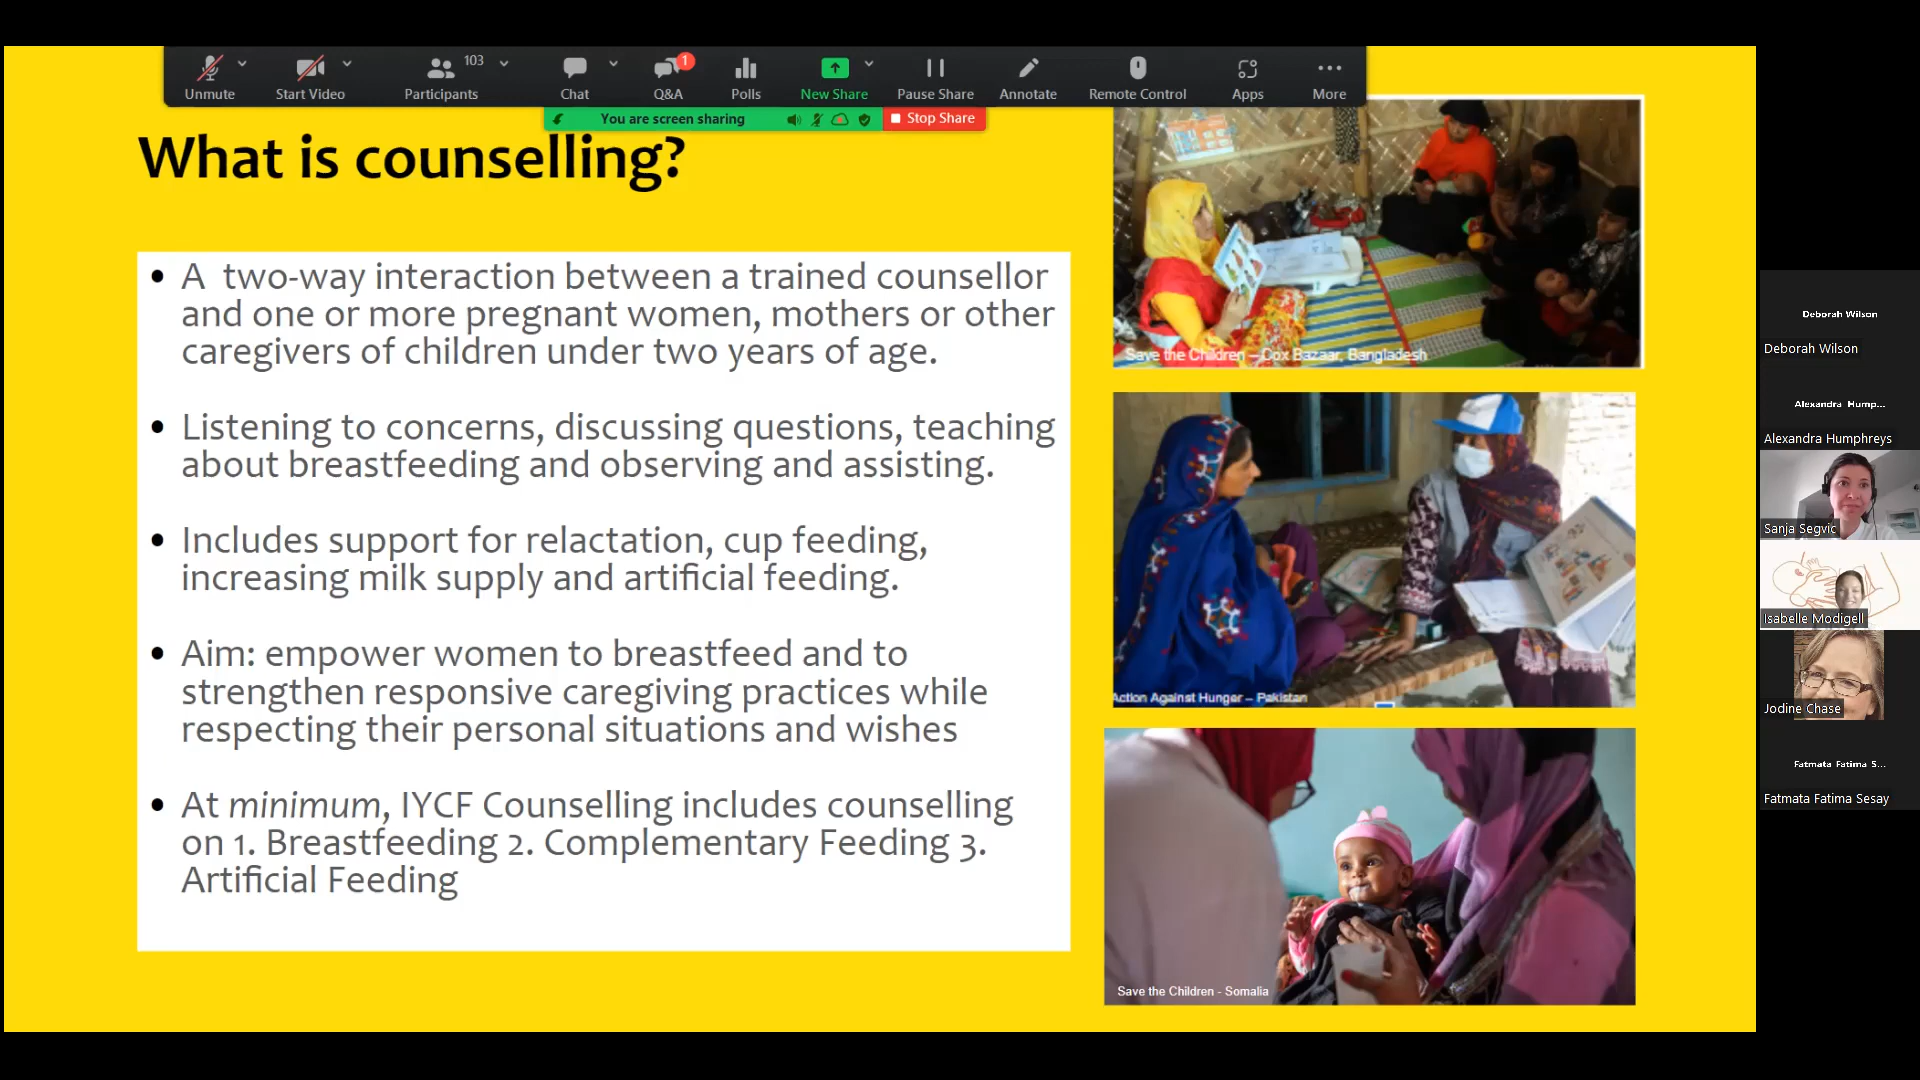 103
1
Unmute
Start Video
Participants
Chat
Q&A
Polls
New Share
Pause Share
Annotate
Remote Control
Apps
More
You are screen sharing
Stop Share
What is counselling?
• A two-way interaction between a trained counsellor
and one or more pregnant women, mothers or other
caregivers of children under two years of age.
• Listening to concerns, discussing questions, teaching
about breastfeeding and observing and assisting.
• Includes support for relactation, cup feeding,
increasing milk supply and artificial feeding.
• Aim: empower women to breastfeed and to
strengthen responsive caregiving practices while
respecting their personal situations and wishes
• At minimum, IYCF Counselling includes counselling
on 1. Breastfeeding 2. Complementary Feeding 3.
Artificial Feeding
Save the Children – Cox Bazaar, Bangladesh
Action Against Hunger – Pakistan
Save the Children - Somalia
Deborah Wilson
Deborah Wilson
Alexandra Hump...
Alexandra Humphreys
Sanja Segvic
Isabelle Modigell
Jodine Chase
Fatmata Fatima S...
Fatmata Fatima Sesay